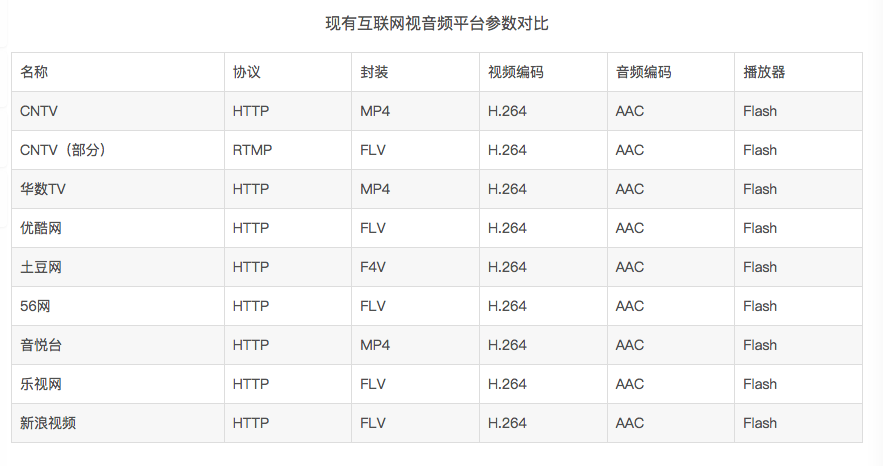 现有互联网视音频平台参数对比
名称 协议 封装 视频编码 音频编码 播放器
CNTV HTTP MP4 H.264 AAC Flash
CNTV（部分） RTMP FLV H.264 AAC Flash
华数TV HTTP MP4 H.264 AAC Flash
优酷网 HTTP FLV H.264 AAC Flash
土豆网 HTTP F4V H.264 AAC Flash
56网 HTTP FLV H.264 AAC Flash
音悦台 HTTP MP4 H.264 AAC Flash
乐视网 HTTP FLV H.264 AAC Flash
新浪视频 HTTP FLV H.264 AAC Flash